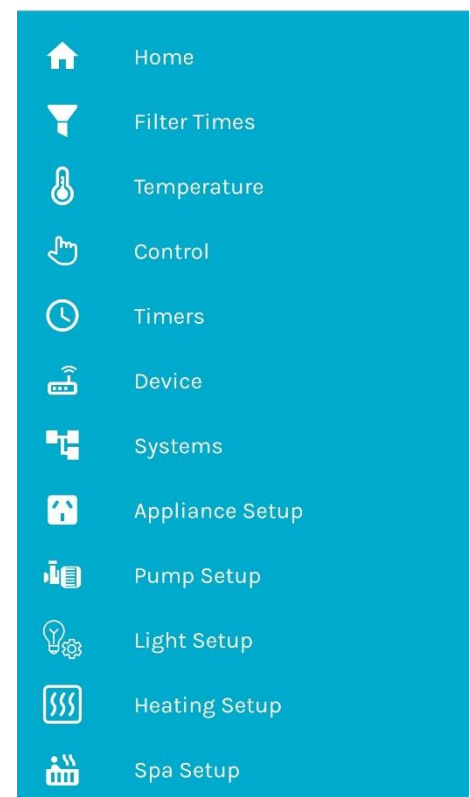 Home
Filter Times
Temperature
Control
Timers
Device
Systems
Appliance Setup
Pump Setup
Light Setup
Heating Setup
Spa Setup